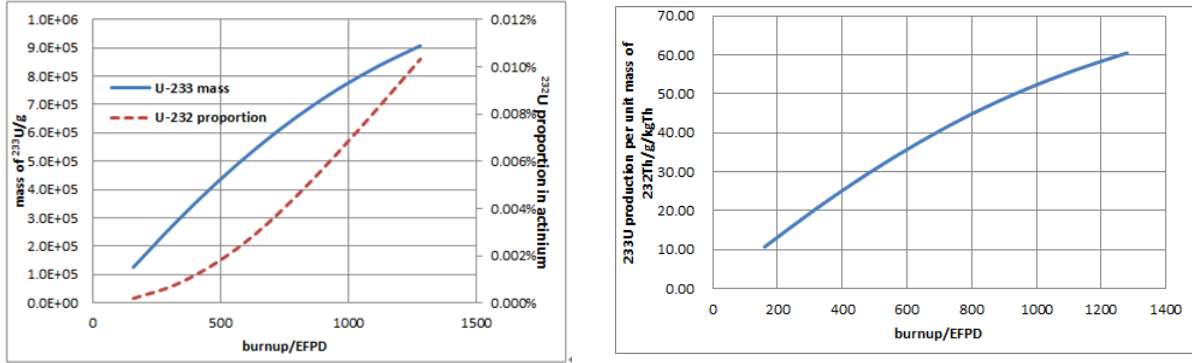 1.0E+06
9.0E+05
8.0E+05
7.0E+05
6.0E+05
5.0E+05
4.0E+05
3.0E+05
2.0E+05
1.0E+05
0.0E+00
mass of ²³³U/g
U-233 mass
U-232 proportion
0.012%
0.010%
0.008%
0.006%
0.004%
0.002%
0.000%
²³²U proportion in actinium
0 500 1000 1500
burnup/EFPD
70.00
60.00
50.00
40.00
30.00
20.00
10.00
0.00
233U production per unit mass of
232Th/g/kgTh
0 200 400 600 800 1000 1200 1400
burnup/EFPD